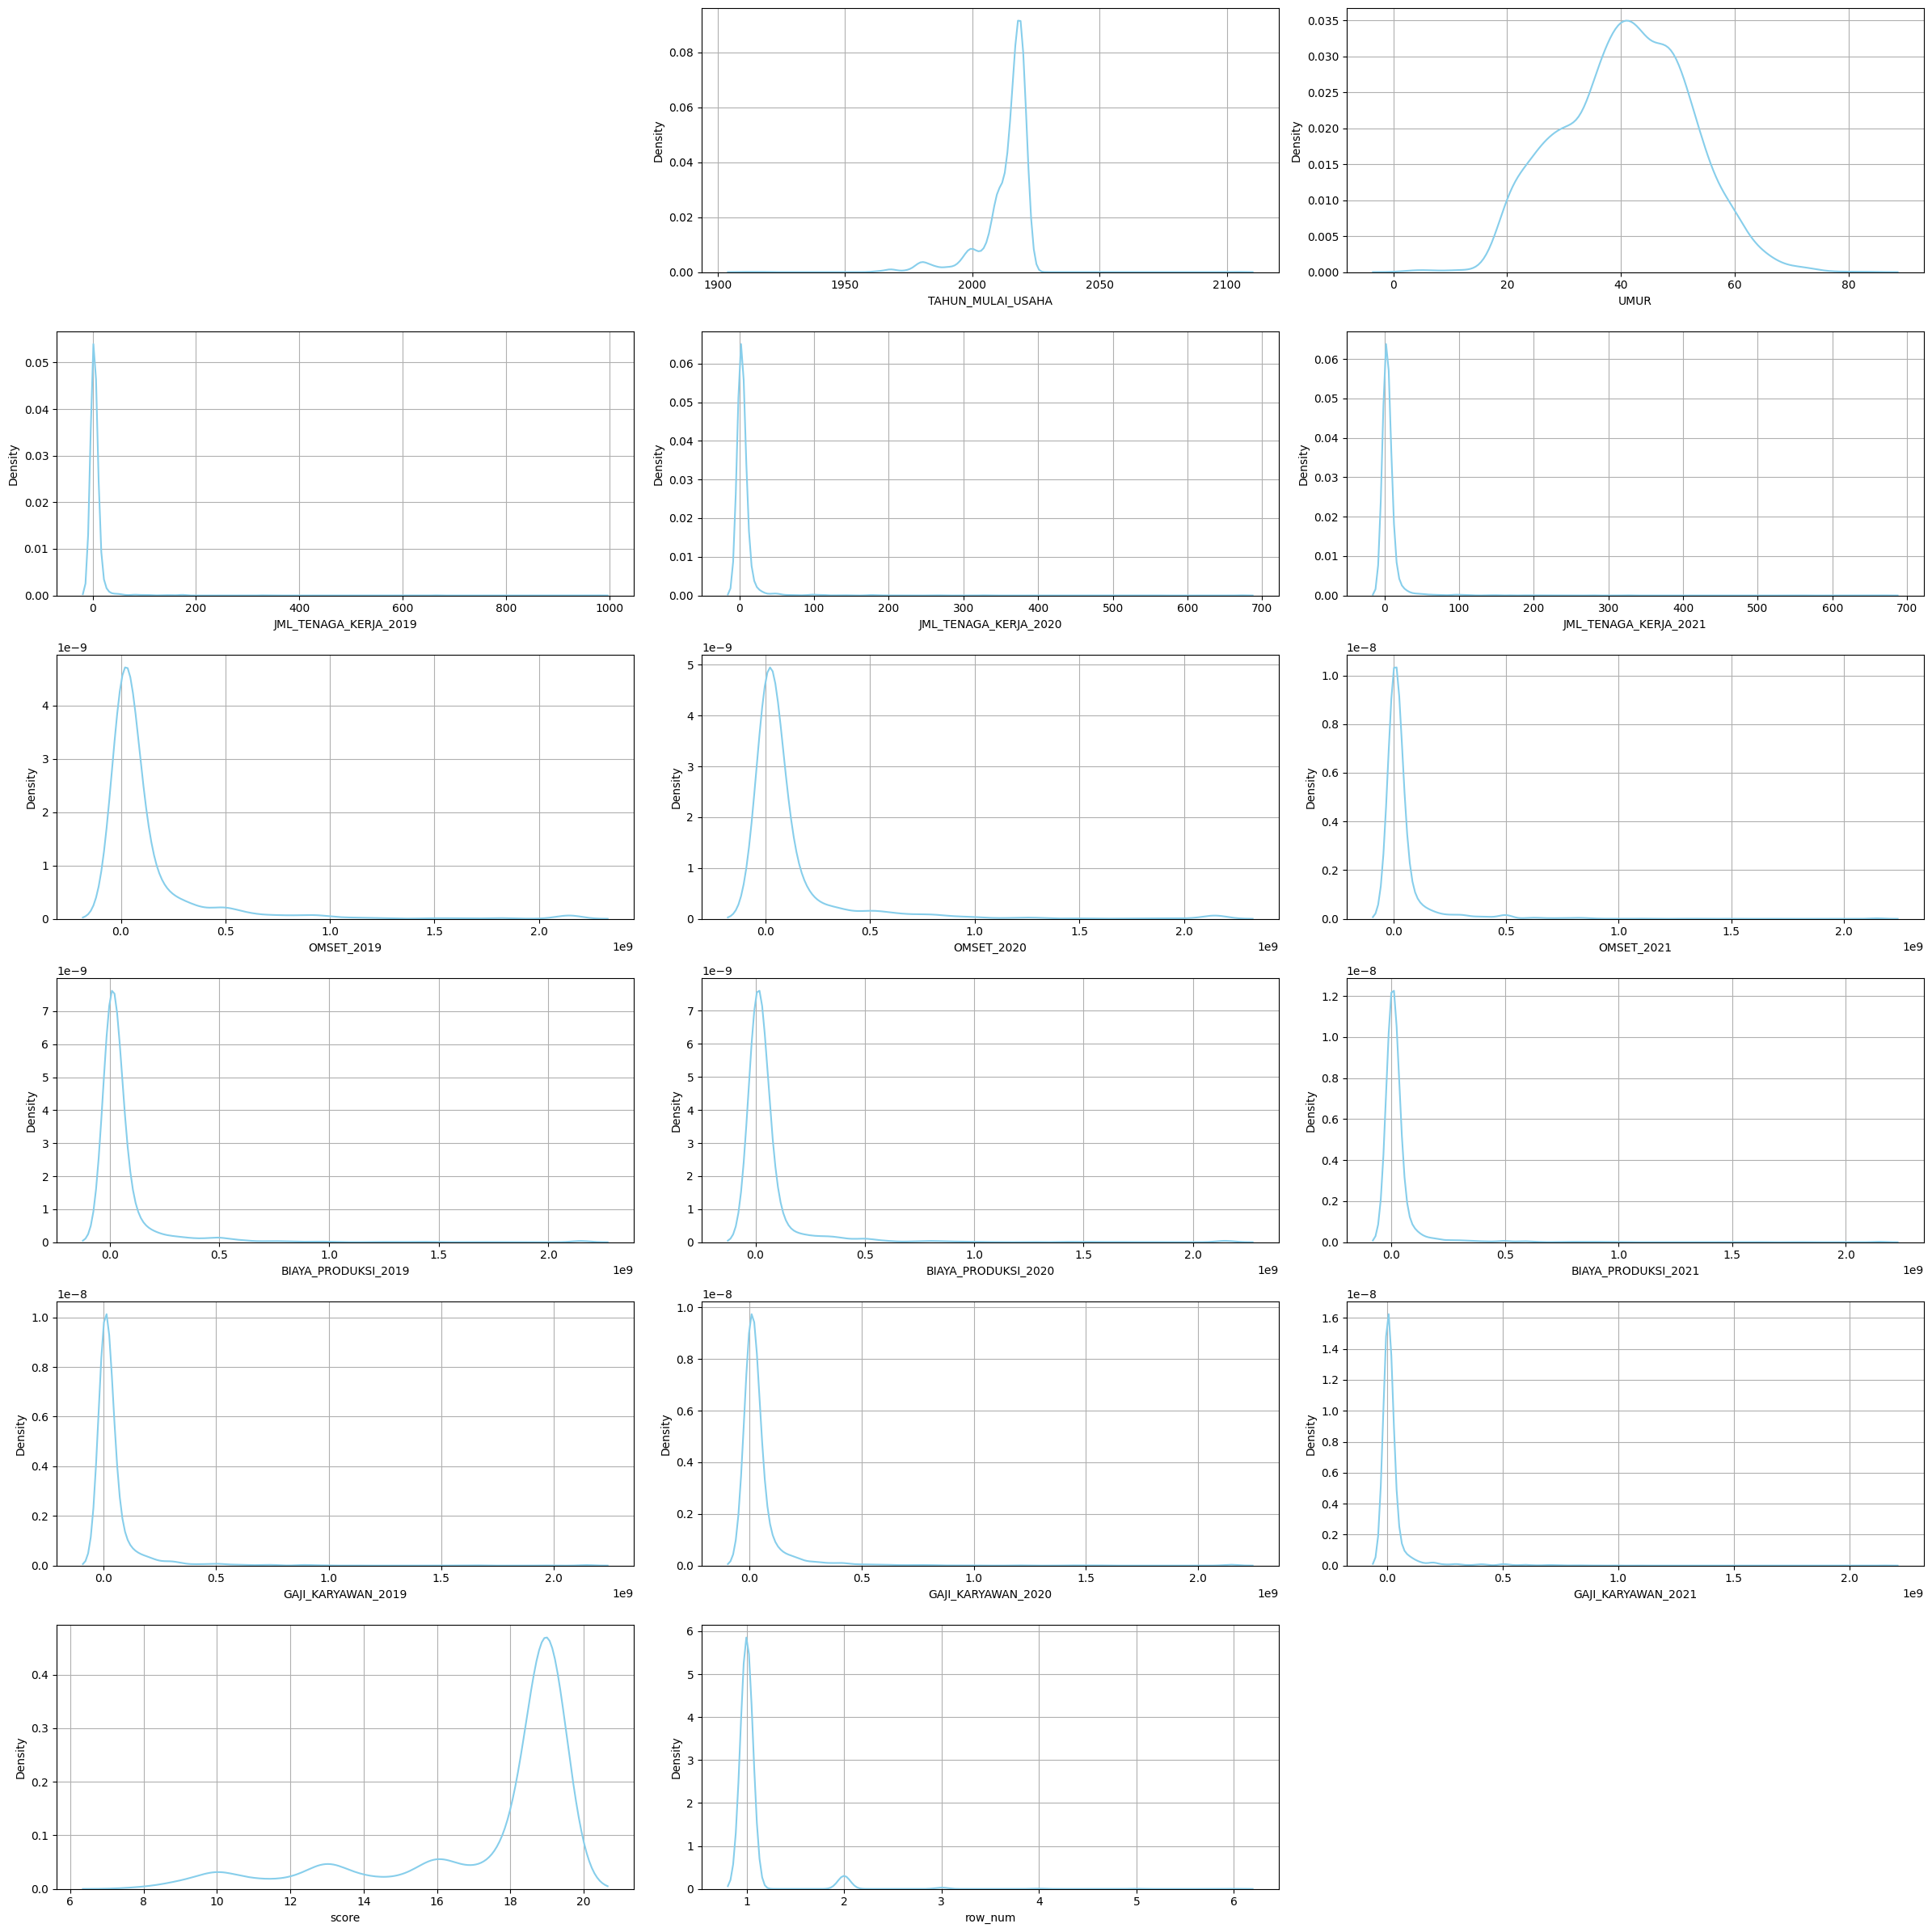 Density
0.00 0.02 0.04 0.06 0.08
1900 1950 2000 2050 2100
TAHUN_MULAI_USAHA
Density
0.000 0.005 0.010 0.015 0.020 0.025 0.030 0.035
0 20 40 60 80
UMUR
Density
0.00 0.01 0.02 0.03 0.04 0.05
0 200 400 600 800 1000
JML_TENAGA_KERJA_2019
Density
0.00 0.01 0.02 0.03 0.04 0.05 0.06
0 100 200 300 400 500 600 700
JML_TENAGA_KERJA_2020
Density
0.00 0.01 0.02 0.03 0.04 0.05 0.06
0 100 200 300 400 500 600 700
JML_TENAGA_KERJA_2021
1e−9
Density
0 1 2 3 4
0.0 0.5 1.0 1.5 2.0
OMSET_2019
1e9
1e−9
Density
0 1 2 3 4 5
0.0 0.5 1.0 1.5 2.0
OMSET_2020
1e9
1e−8
Density
0.0 0.2 0.4 0.6 0.8 1.0
0.0 0.5 1.0 1.5 2.0
OMSET_2021
1e9
1e−9
Density
0 1 2 3 4 5 6 7
0.0 0.5 1.0 1.5 2.0
BIAYA_PRODUKSI_2019
1e9
1e−9
Density
0 1 2 3 4 5 6 7
0.0 0.5 1.0 1.5 2.0
BIAYA_PRODUKSI_2020
1e9
1e−8
Density
0.0 0.2 0.4 0.6 0.8 1.0 1.2
0.0 0.5 1.0 1.5 2.0
BIAYA_PRODUKSI_2021
1e9
1e−8
Density
0.0 0.2 0.4 0.6 0.8 1.0
0.0 0.5 1.0 1.5 2.0
GAJI_KARYAWAN_2019
1e9
1e−8
Density
0.0 0.2 0.4 0.6 0.8 1.0
0.0 0.5 1.0 1.5 2.0
GAJI_KARYAWAN_2020
1e9
1e−8
Density
0.0 0.2 0.4 0.6 0.8 1.0 1.2 1.4 1.6
0.0 0.5 1.0 1.5 2.0
GAJI_KARYAWAN_2021
1e9
Density
0.0 0.1 0.2 0.3 0.4
6 8 10 12 14 16 18 20
score
Density
0 1 2 3 4 5 6
1 2 3 4 5 6
row_num